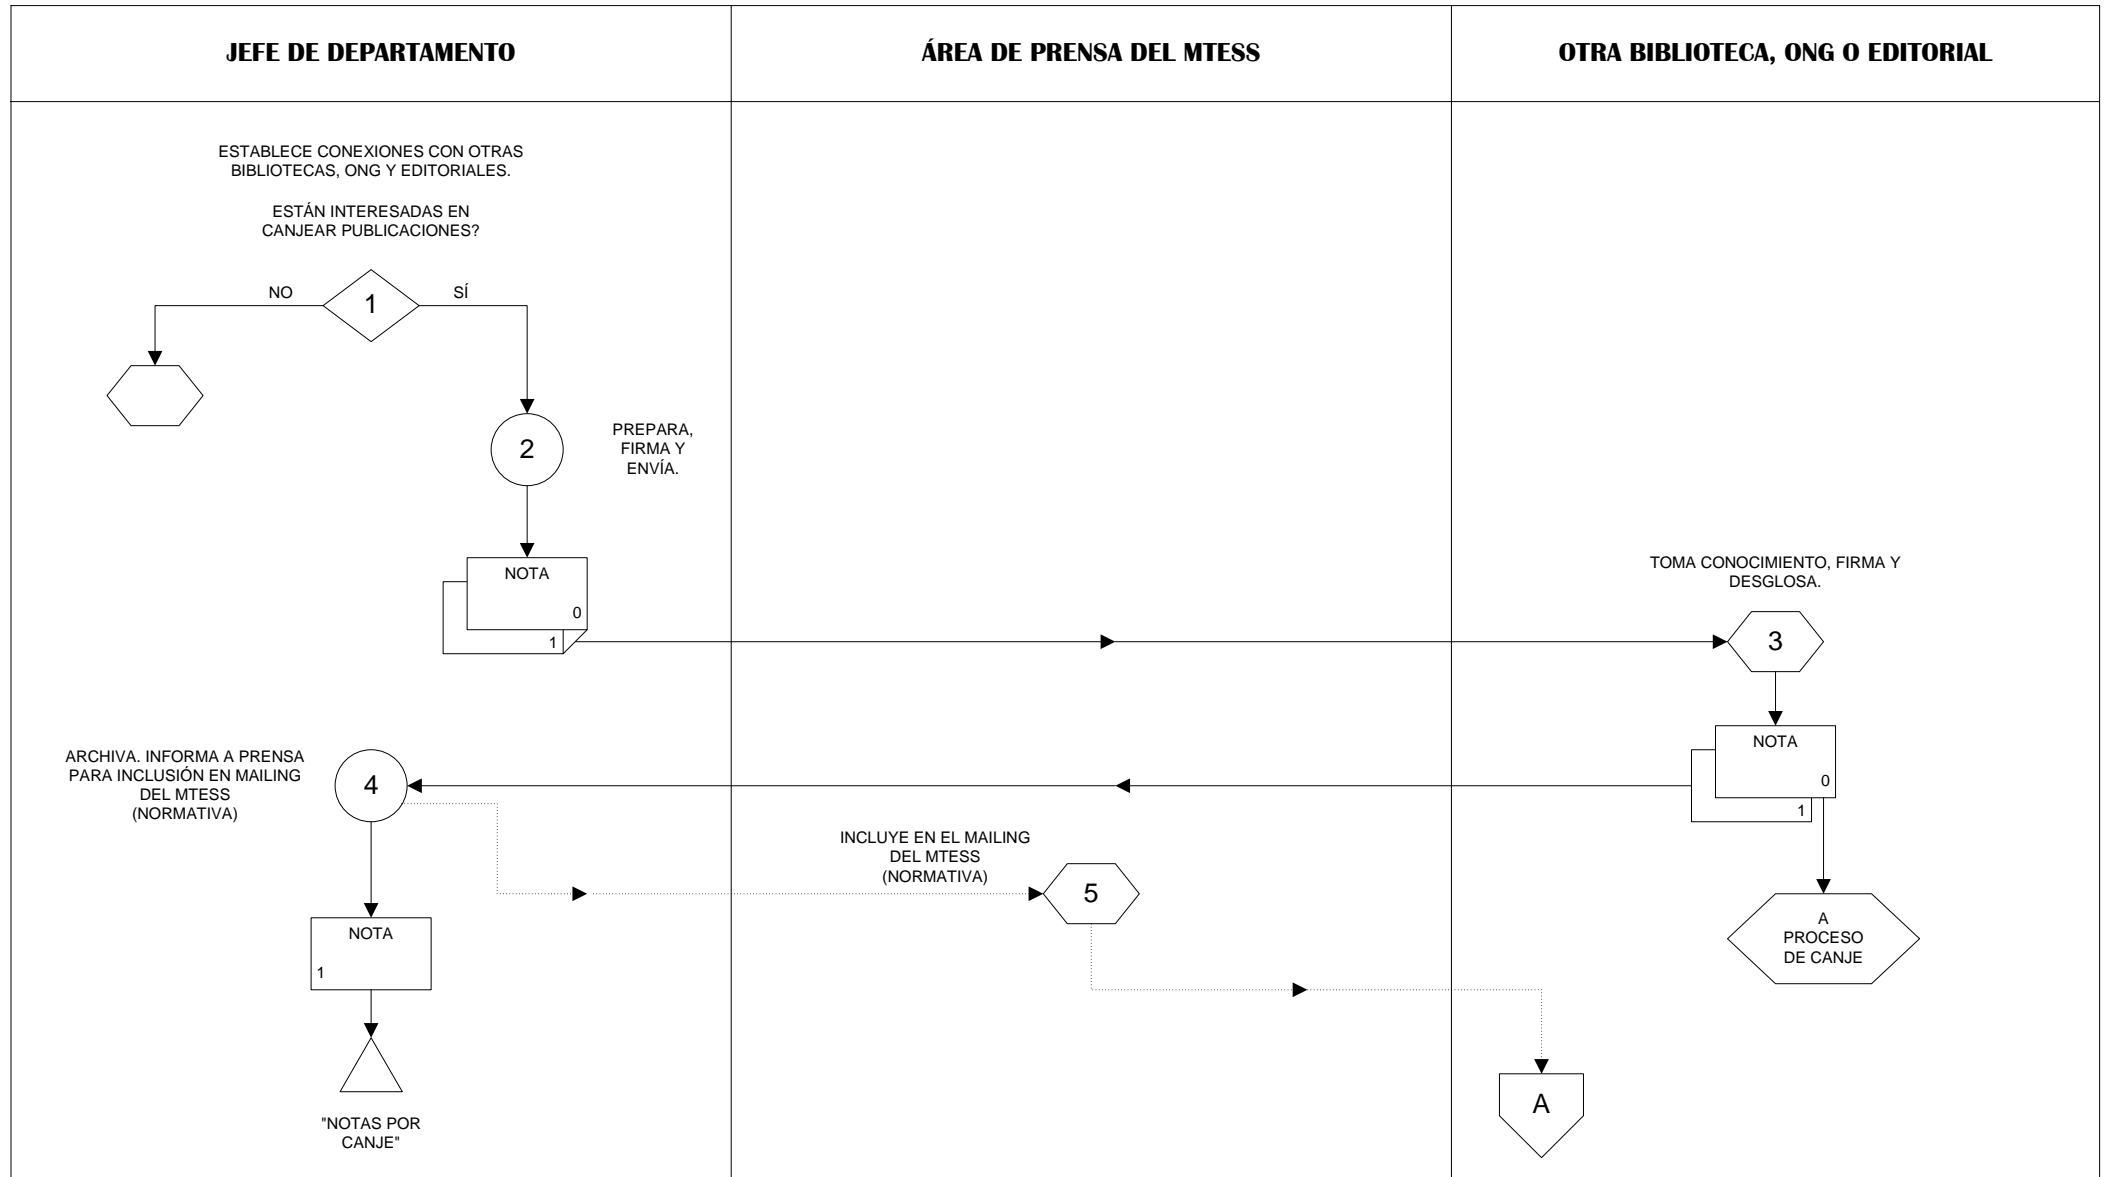 JEFE DE DEPARTAMENTO
ÁREA DE PRENSA DEL MTESS
OTRA BIBLIOTECA, ONG O EDITORIAL
ESTABLECE CONEXIONES CON OTRAS
BIBLIOTECAS, ONG Y EDITORIALES.
ESTÁN INTERESADAS EN
CANJEAR PUBLICACIONES?
NO
1
SÍ
2
PREPARA,
FIRMA Y
ENVÍA.
NOTA
0
1
TOMA CONOCIMIENTO, FIRMA Y
DESGLOSA.
3
NOTA
0
1
ARCHIVA. INFORMA A PRENSA
PARA INCLUSIÓN EN MAILING
DEL MTESS
(NORMATIVA)
4
INCLUYE EN EL MAILING
DEL MTESS
(NORMATIVA)
5
A
PROCESO
DE CANJE
NOTA
1
A
"NOTAS POR
CANJE"